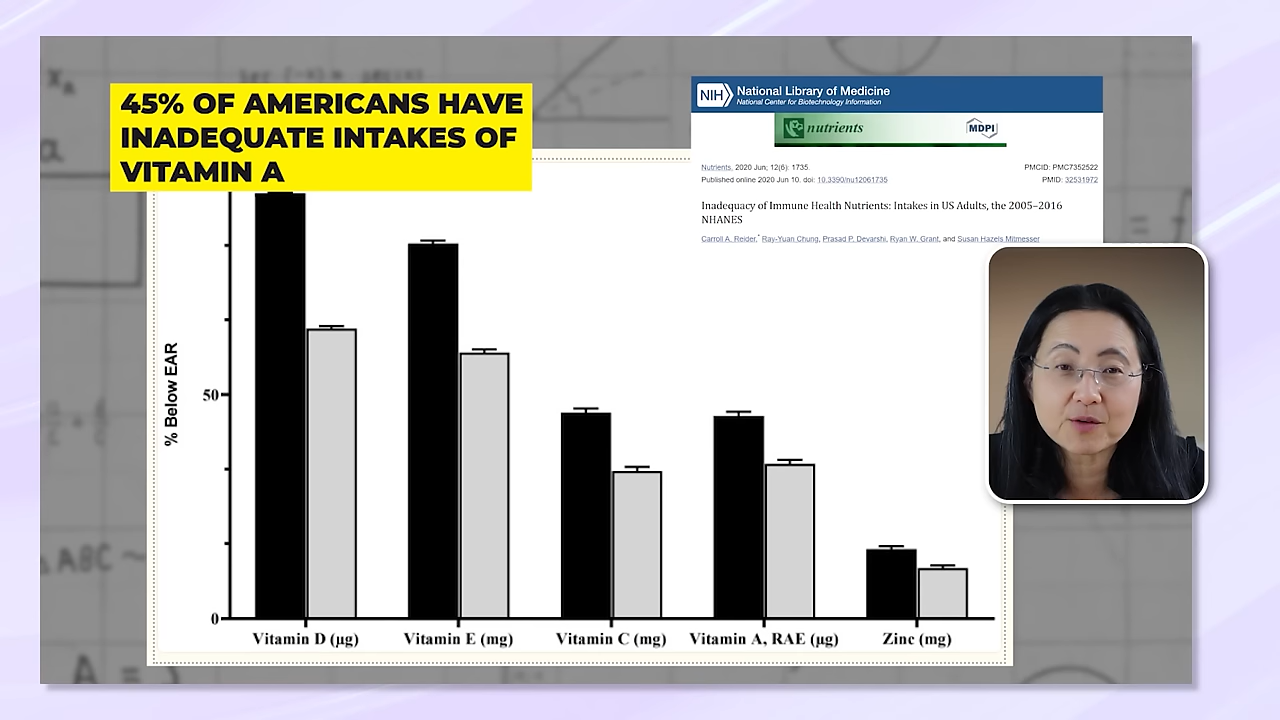 45% OF AMERICANS HAVE
INADEQUATE INTAKES OF
VITAMIN A
NIH National Library of Medicine
National Center for Biotechnology Information
nutrients MDPI
Nutrients. 2020 Jun; 12(6): 1735. PMCID: PMC7352522
Published online 2020 Jun 10. doi: 10.3390/nu12061735 PMID: 32531972
Inadequacy of Immune Health Nutrients: Intakes in US Adults, the 2005–2016
NHANES
Carroll A. Reider,* Ray-Yuan Chung, Prasad P. Devarshi, Ryan W. Grant, and Susan Hazels Mitmesser
% Below EAR
50
0
Vitamin D (µg) Vitamin E (mg) Vitamin C (mg) Vitamin A, RAE (µg) Zinc (mg)
ABC ~
A =